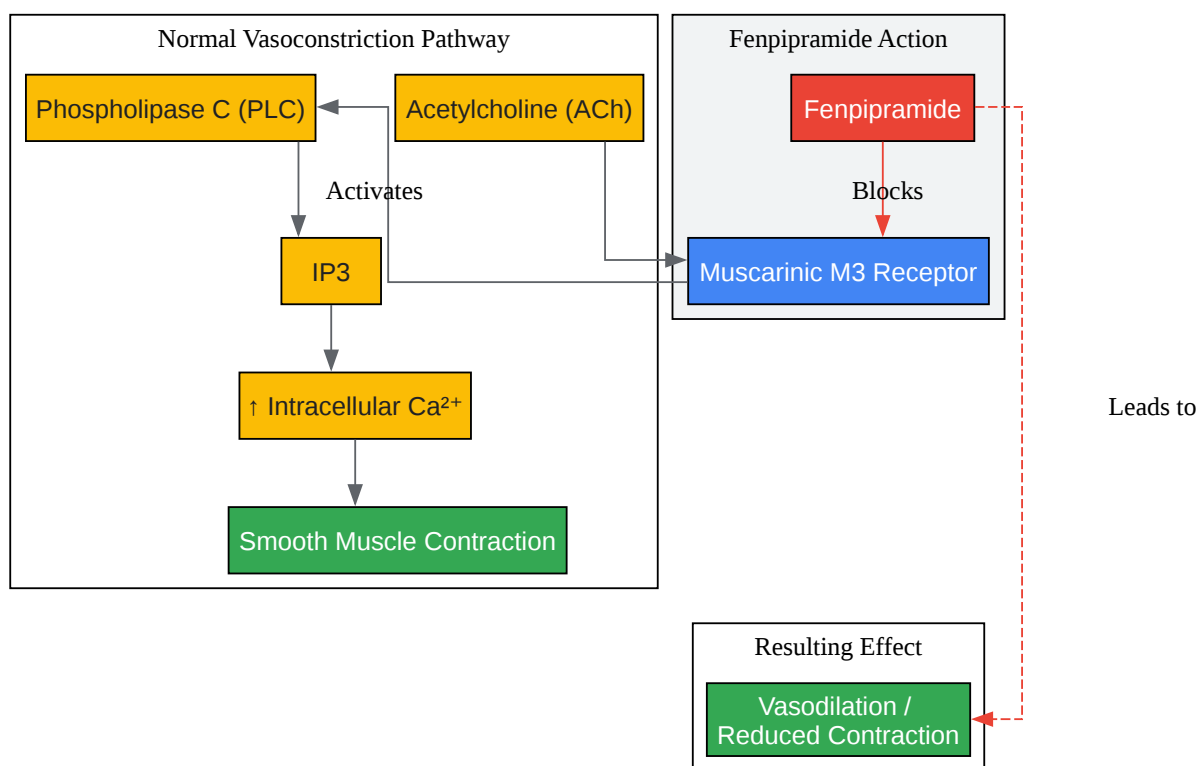 Normal Vasoconstriction Pathway
Fenpipramide Action
Phospholipase C (PLC)
Acetylcholine (ACh)
Fenpipramide
Activates
Blocks
IP3
Muscarinic M3 Receptor
↑ Intracellular Ca²⁺
Leads to
Smooth Muscle Contraction
Resulting Effect
Vasodilation /
Reduced Contraction